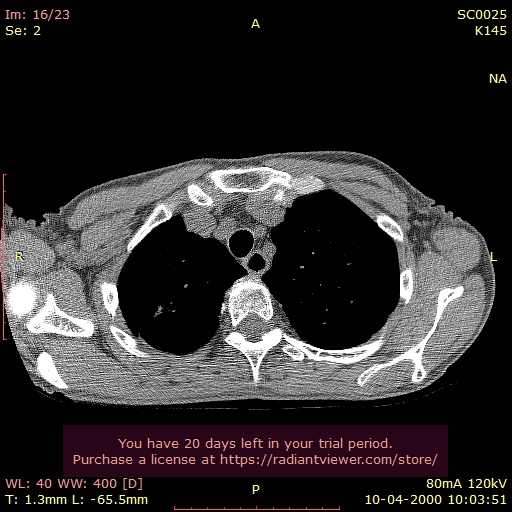 Im: 16/23
Se: 2
A
SC0025
K145
NA
R
L
You have 20 days left in your trial period.
Purchase a license at https://radiantviewer.com/store/
WL: 40 WW: 400 [D]
T: 1.3mm L: -65.5mm
P
80mA 120kV
10-04-2000 10:03:51